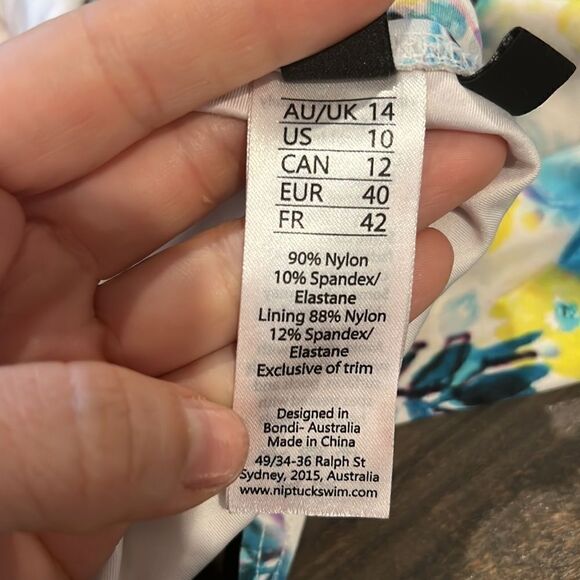 AU/UK 14
US 10
CAN 12
EUR 40
FR 42
90% Nylon
10% Spandex/
Elastane
Lining 88% Nylon
12% Spandex/
Elastane
Exclusive of trim
Designed in
Bondi- Australia
Made in China
49/34-36 Ralph St
Sydney, 2015, Australia
www.niptuckswim.com